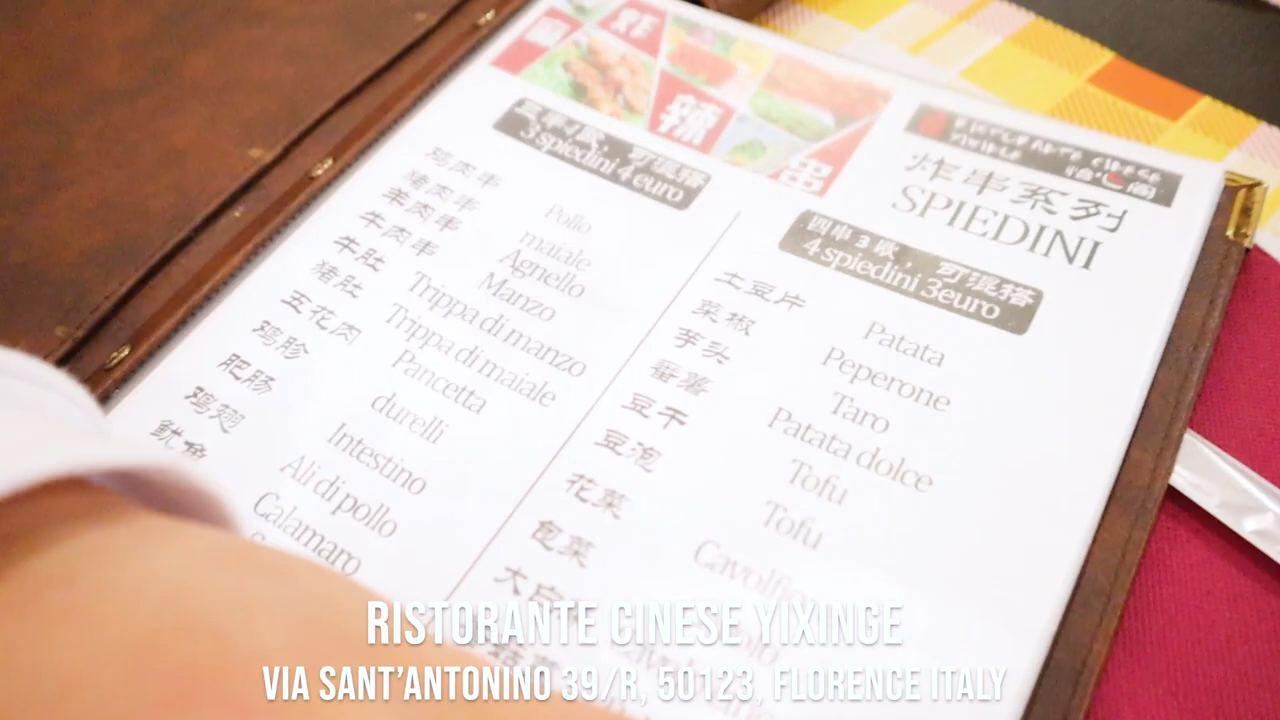 炸
辣
串
三串4欧，可混搭
3 spiedini 4 euro
鸡肉串 Pollo
猪肉串 maiale
羊肉串 Agnello
牛肉串 Manzo
牛肚 Trippa di manzo
猪肚 Trippa di maiale
五花肉 Pancetta
鸡胗 durelli
肥肠 Intestino
鸡翅 Ali di pollo
鱿鱼 Calamaro
炸串系列
SPIEDINI
四串3欧，可混搭
4 spiedini 3euro
土豆片 Patata
菜椒 Peperone
芋头 Taro
番薯 Patata dolce
豆干 Tofu
豆泡 Tofu
花菜
包菜
大白
RISTORANTE CINESE YIXINGE
VIA SANT'ANTONINO 39/R, 50123, FLORENCE ITALY